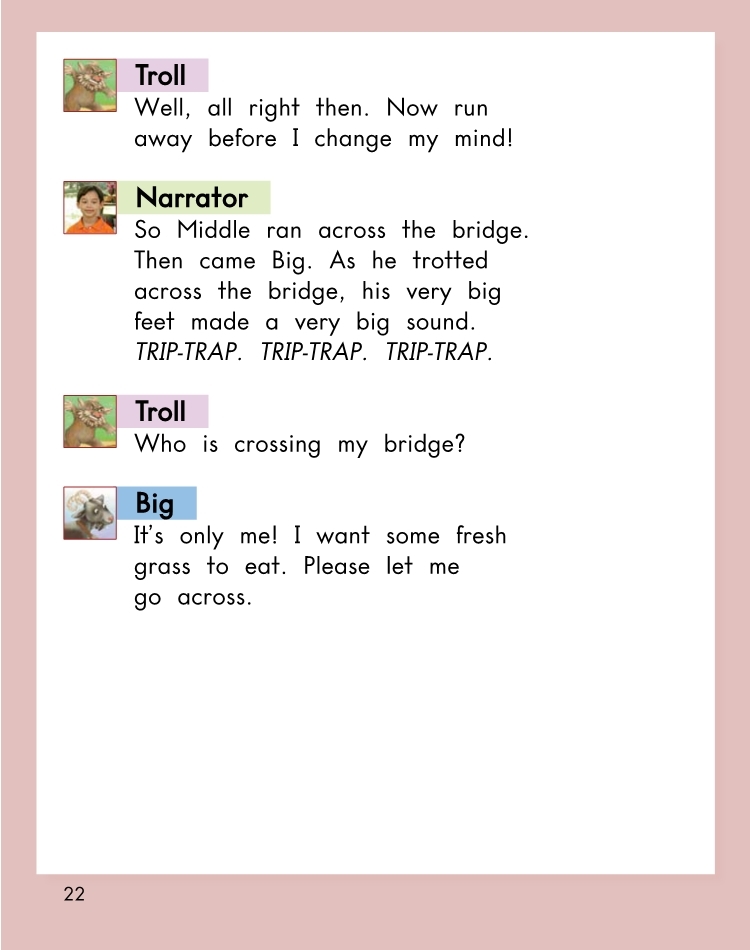 Troll
Well, all right then. Now run
away before I change my mind!
Narrator
So Middle ran across the bridge.
Then came Big. As he trotted
across the bridge, his very big
feet made a very big sound.
TRIP-TRAP. TRIP-TRAP. TRIP-TRAP.
Troll
Who is crossing my bridge?
Big
It's only me! I want some fresh
grass to eat. Please let me
go across.
22